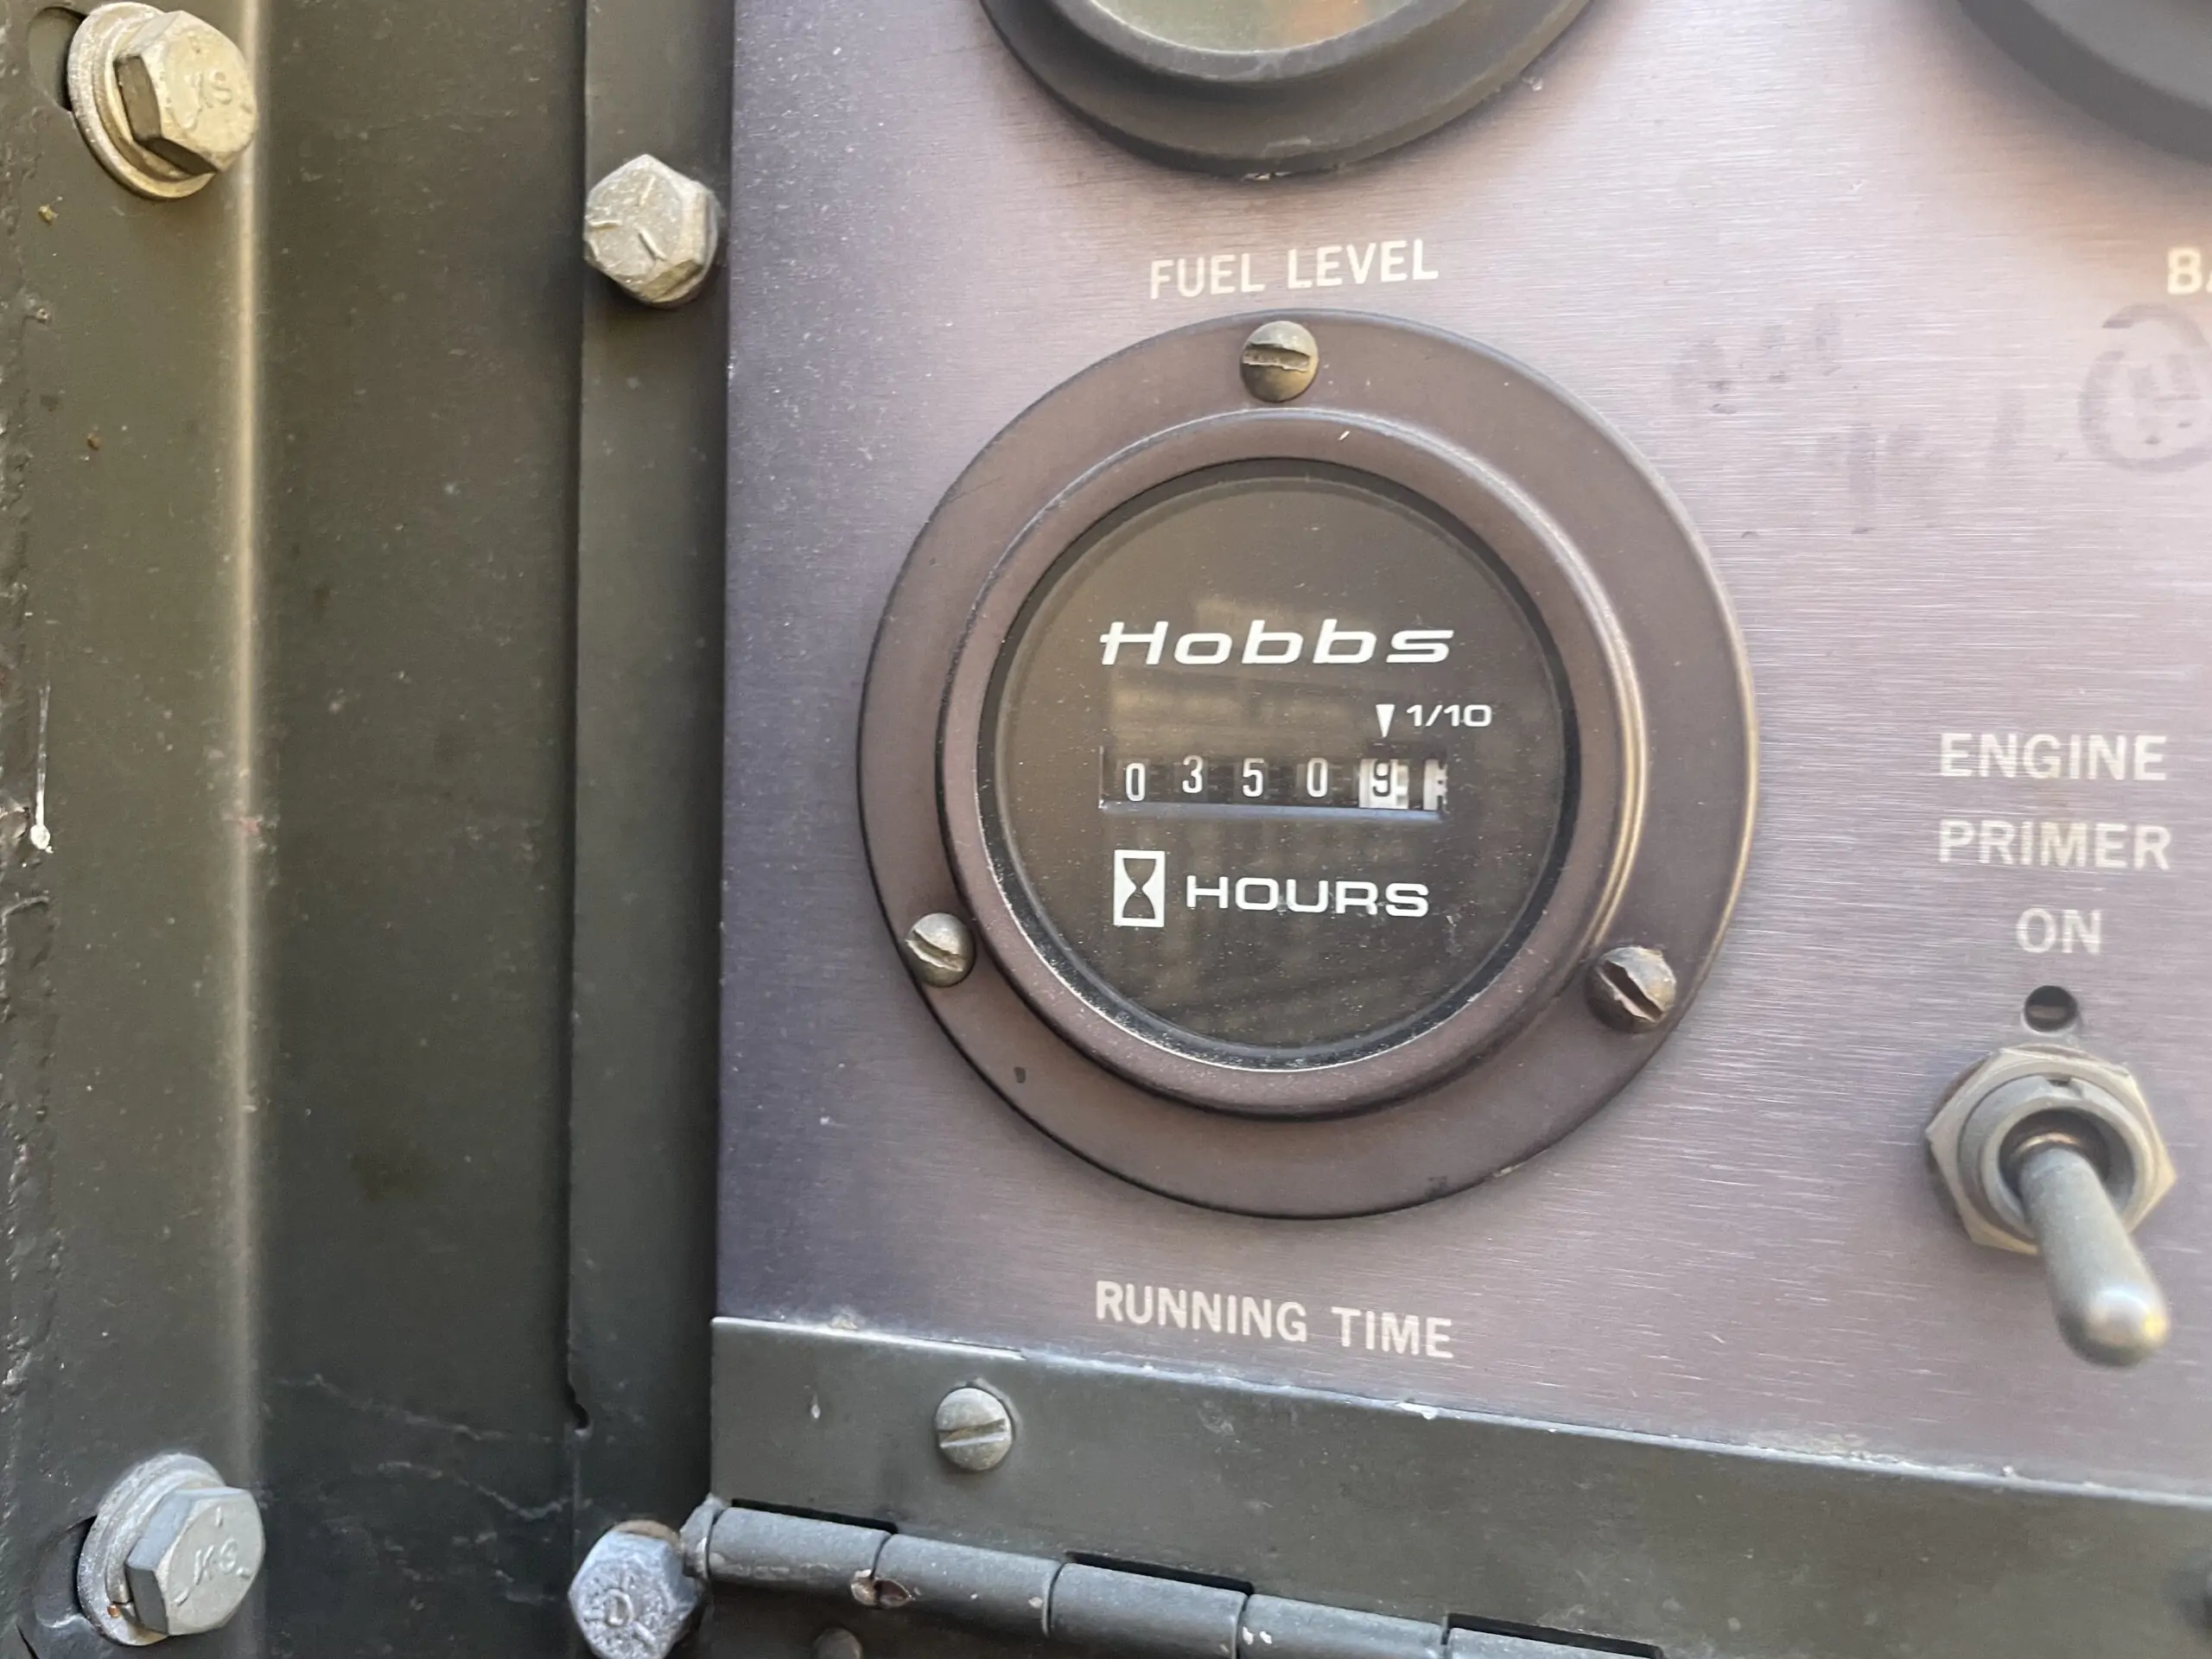 FUEL LEVEL
Hobbs
1/10
0 3 5 0 9
HOURS
ENGINE
PRIMER
ON
RUNNING TIME